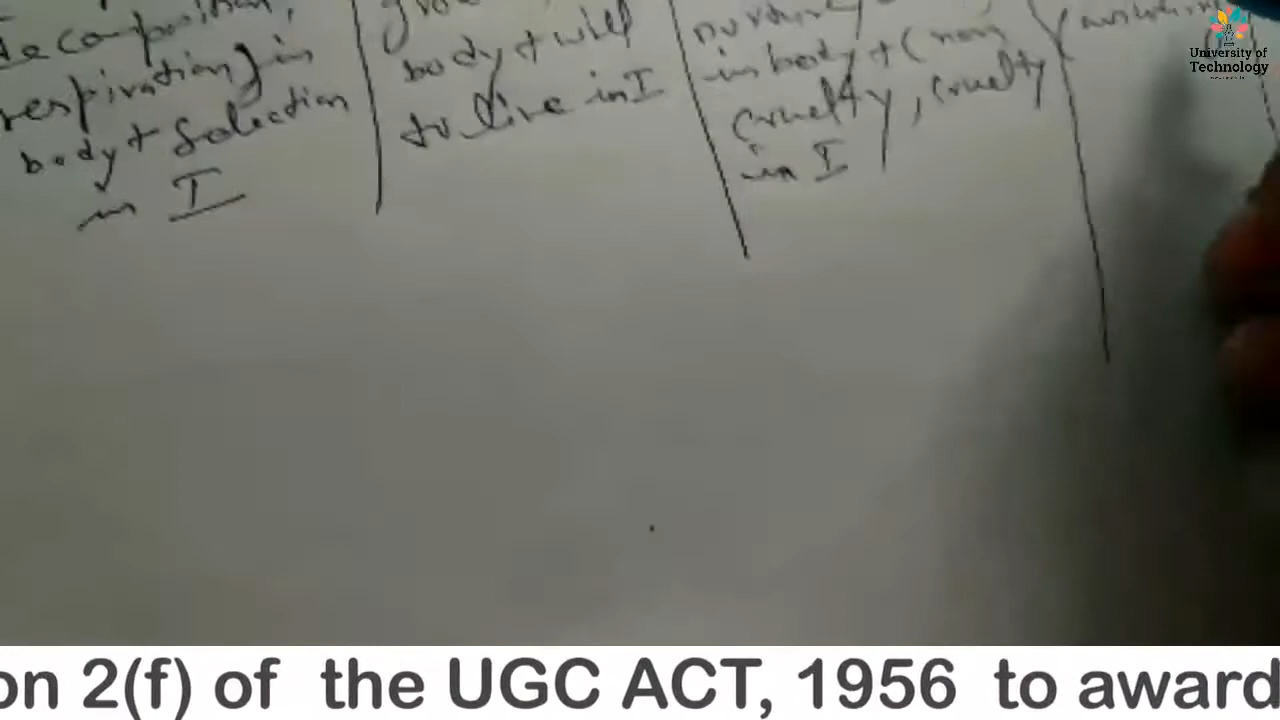 decomposition,
respiration) in
body + Selection
in I
body + will
to live in I
in body + (non
cruelty, cruelty
in I
University of
Technology
on 2(f) of the UGC ACT, 1956 to award